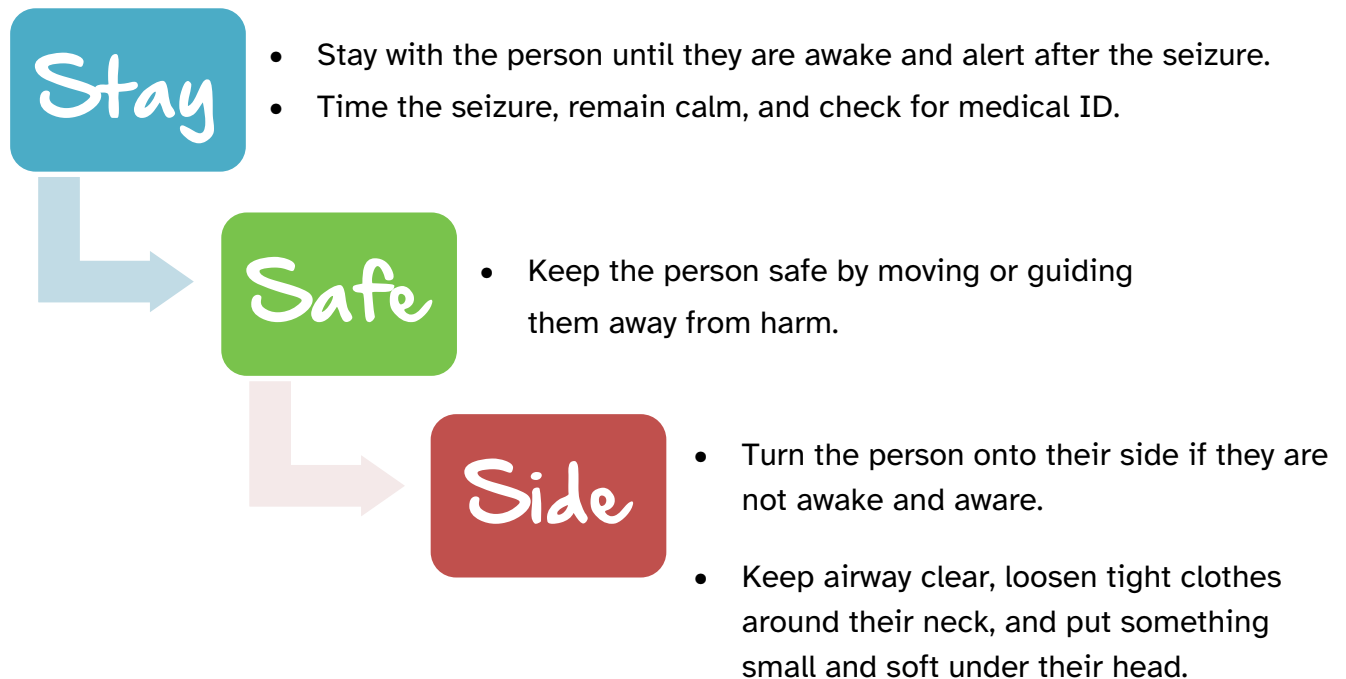 Stay
• Stay with the person until they are awake and alert after the seizure.
• Time the seizure, remain calm, and check for medical ID.
Safe
• Keep the person safe by moving or guiding
them away from harm.
Side
• Turn the person onto their side if they are
not awake and aware.
• Keep airway clear, loosen tight clothes
around their neck, and put something
small and soft under their head.